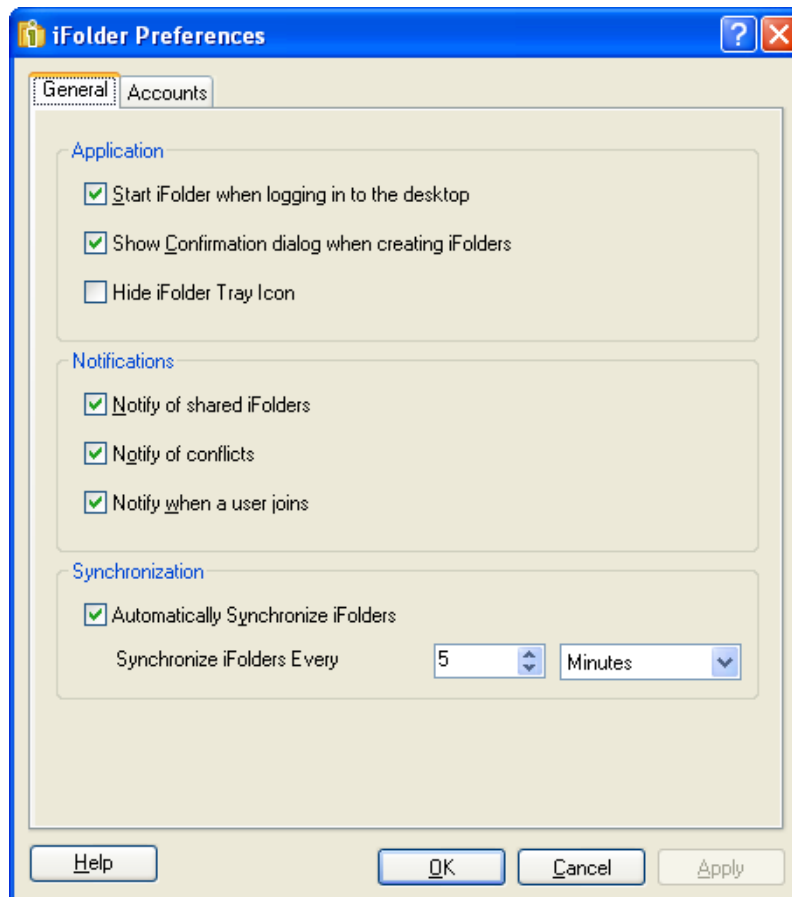 iFolder Preferences
General Accounts
Application
Start iFolder when logging in to the desktop
Show Confirmation dialog when creating iFolders
Hide iFolder Tray Icon
Notifications
Notify of shared iFolders
Notify of conflicts
Notify when a user joins
Synchronization
Automatically Synchronize iFolders
Synchronize iFolders Every 5 Minutes
Help OK Cancel Apply